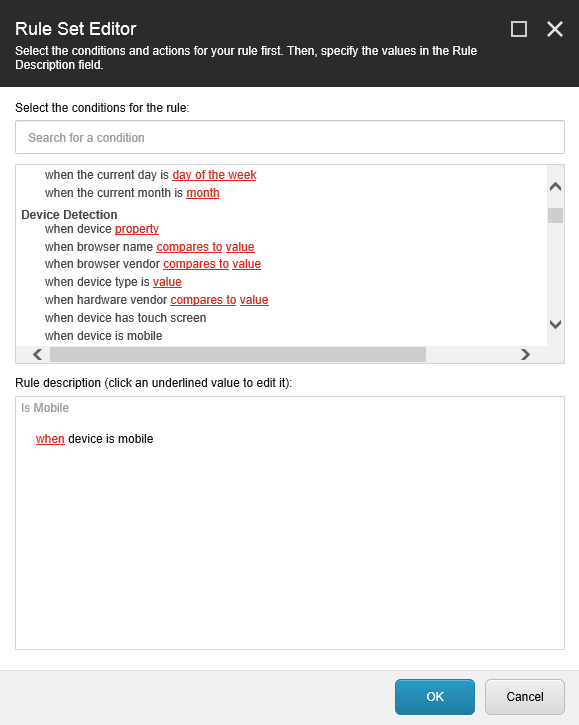 Rule Set Editor
Select the conditions and actions for your rule first. Then, specify the values in the Rule
Description field.
Select the conditions for the rule:
Search for a condition
when the current day is day of the week
when the current month is month
Device Detection
when device property
when browser name compares to value
when browser vendor compares to value
when device type is value
when hardware vendor compares to value
when device has touch screen
when device is mobile
Rule description (click an underlined value to edit it):
Is Mobile
when device is mobile
OK
Cancel